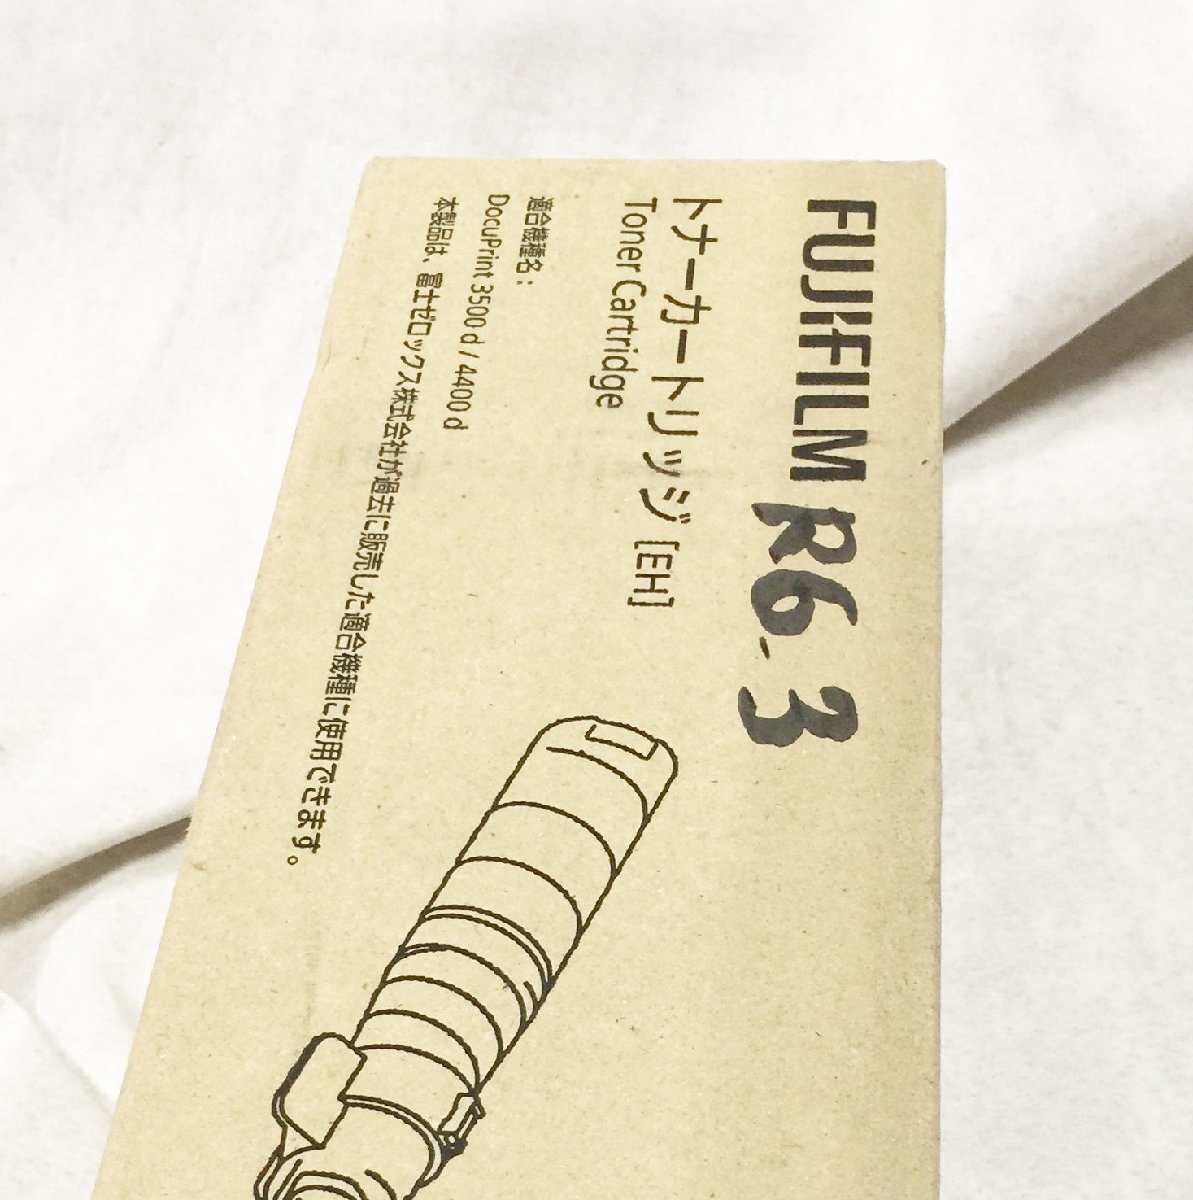 FUJIFILM R6.3
トナーカートリッジ [EH]
Toner Cartridge
適合機種名：
DocuPrint 3500 d / 4400 d
本製品は、富士ゼロックス株式会社が過去に販売した適合機種に使用できます。